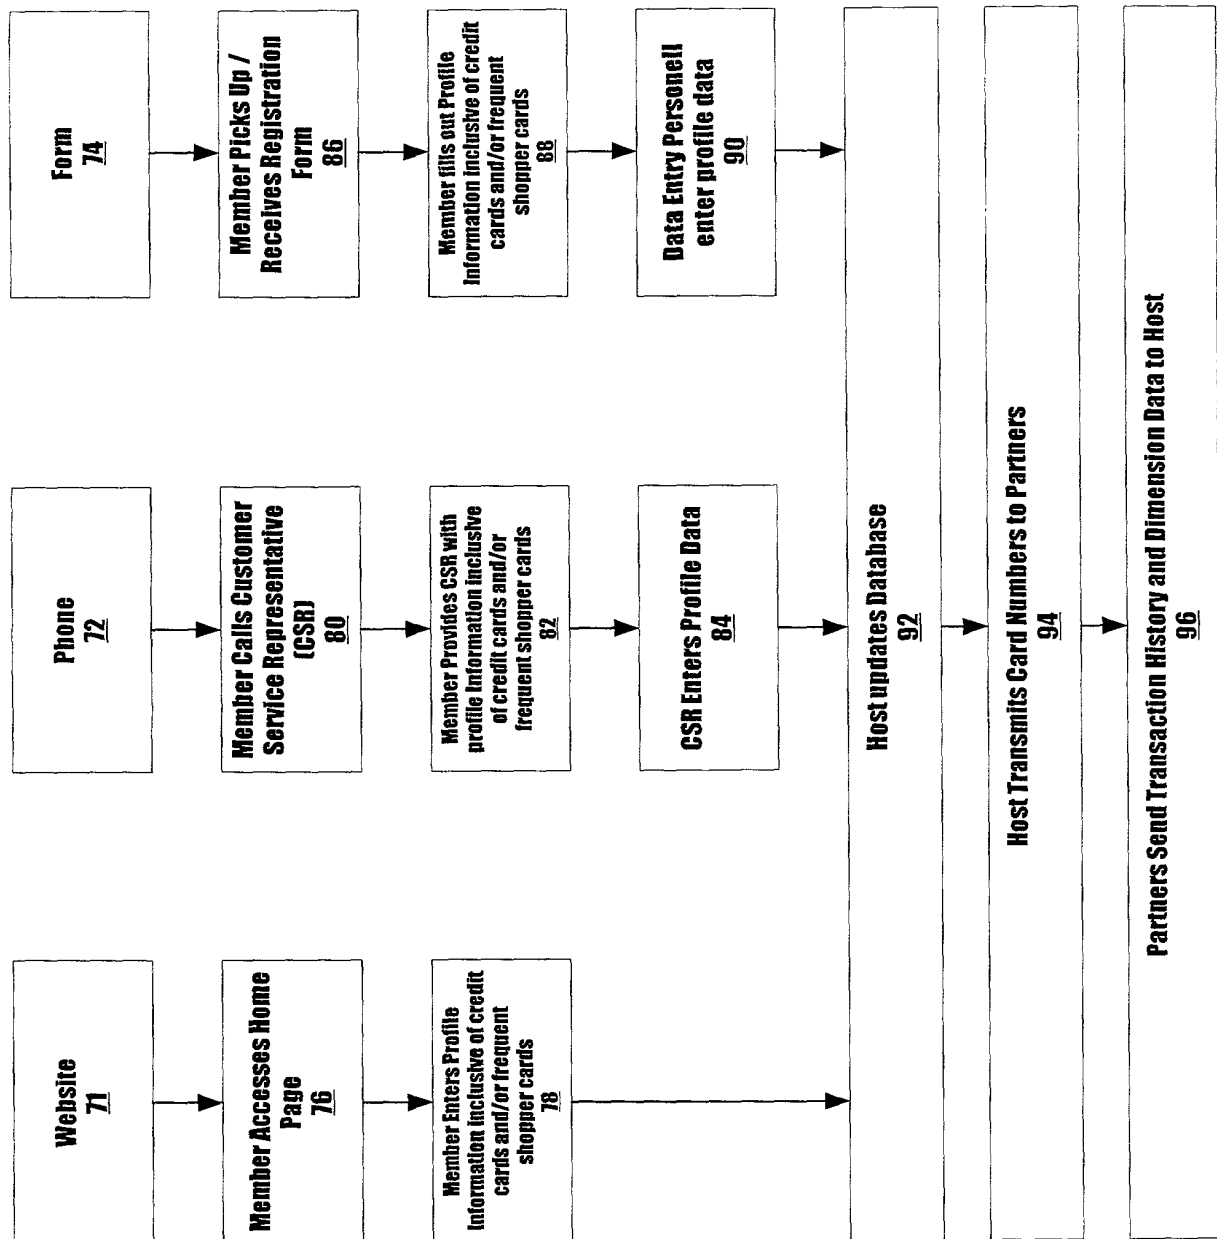 Website
71
Member Accesses Home
Page
76
Member Enters Profile
Information inclusive of credit
cards and/or frequent
shopper cards
78
Phone
72
Member Calls Customer
Service Representative
(CSR)
80
Member Provides CSR with
profile Information inclusive
of credit cards and/or
frequent shopper cards
82
CSR Enters Profile Data
84
Form
74
Member Picks Up /
Receives Registration
Form
86
Member fills out Profile
Information inclusive of credit
cards and/or frequent
shopper cards
88
Data Entry Personell
enter profile data
90
Host updates Database
92
Host Transmits Card Numbers to Partners
94
Partners Send Transaction History and Dimension Data to Host
96